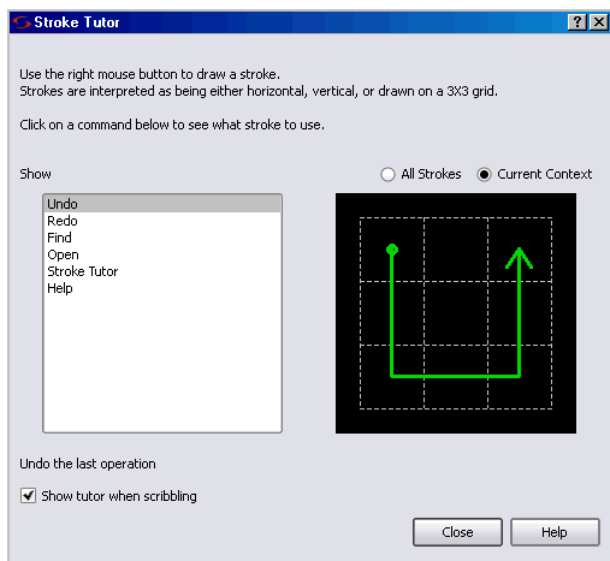 Stroke Tutor
Use the right mouse button to draw a stroke.
Strokes are interpreted as being either horizontal, vertical, or drawn on a 3X3 grid.
Click on a command below to see what stroke to use.
Show
All Strokes
Current Context
Undo
Redo
Find
Open
Stroke Tutor
Help
Undo the last operation
Show tutor when scribbling
Close
Help